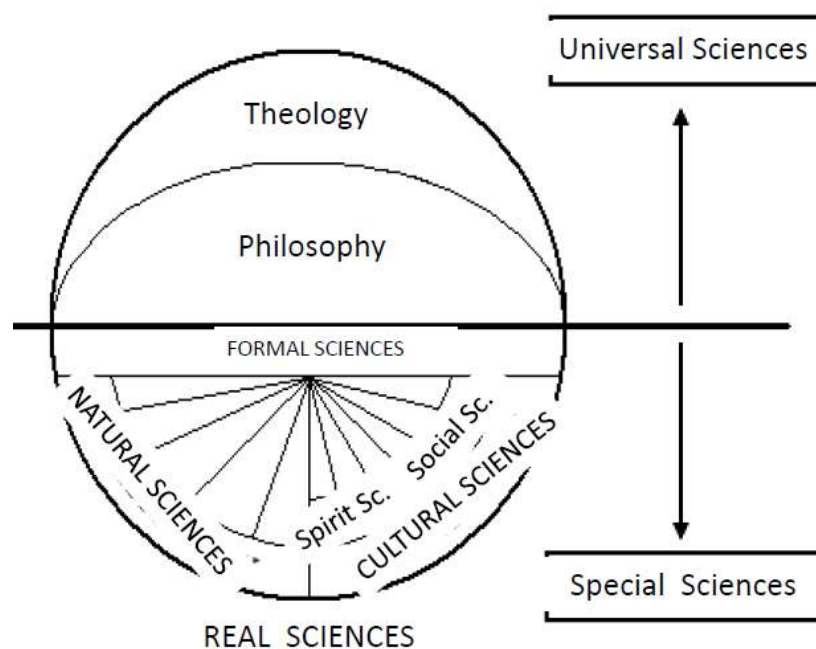 Universal Sciences
Theology
Philosophy
FORMAL SCIENCES
NATURAL SCIENCES
Social Sc.
Spirit Sc.
CULTURAL SCIENCES
Special Sciences
REAL SCIENCES